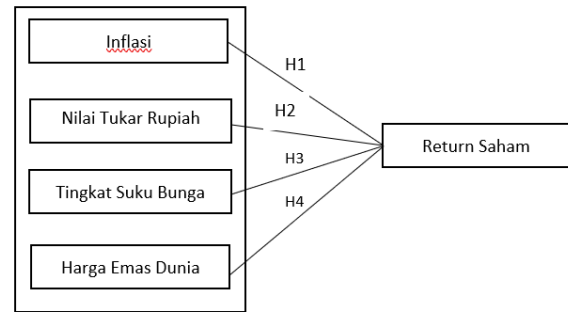 Inflasi
H1
H2
Nilai Tukar Rupiah
Return Saham
H3
Tingkat Suku Bunga
H4
Harga Emas Dunia